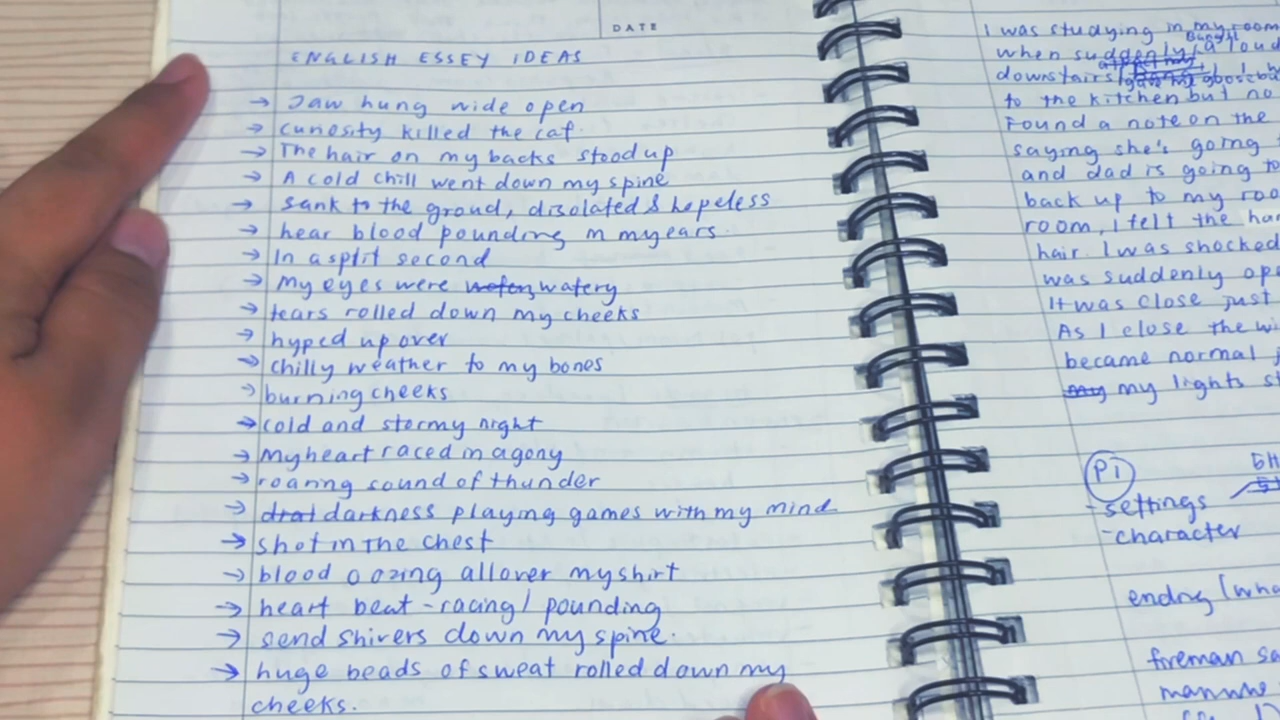 DATE
ENGLISH ESSEY IDEAS
→ Jaw hung wide open
→ curiosity killed the caf.
→ The hair on my backs stood up
→ A cold chill went down my spine
→ sank to the groud, disolated & hopeless
→ hear blood pounding in my ears.
→ In a split second
→ My eyes were watery
→ tears rolled down my cheeks
→ hyped up over
→ chilly weather to my bones
→ burning cheeks
→ cold and stormy night
→ My heart raced in agony
→ roaring sound of thunder
→ darkness playing games with my mind
→ shot in the chest
→ blood oozing all over my shirt
→ heart beat - racing / pounding
→ send shivers down my spine.
→ huge beads of sweat rolled down my
cheeks.
I was studying in my room
when suddenly, a loud
downstairs
to the kitchen but no
Found a note on the
saying she's going
and dad is going to
back up to my roo
room, I felt the ha
hair. I was shocked
was suddenly op
It was close just
As I close the wi
became normal
my my lights st
P1
- settings
- character
ending (wha
fireman sa